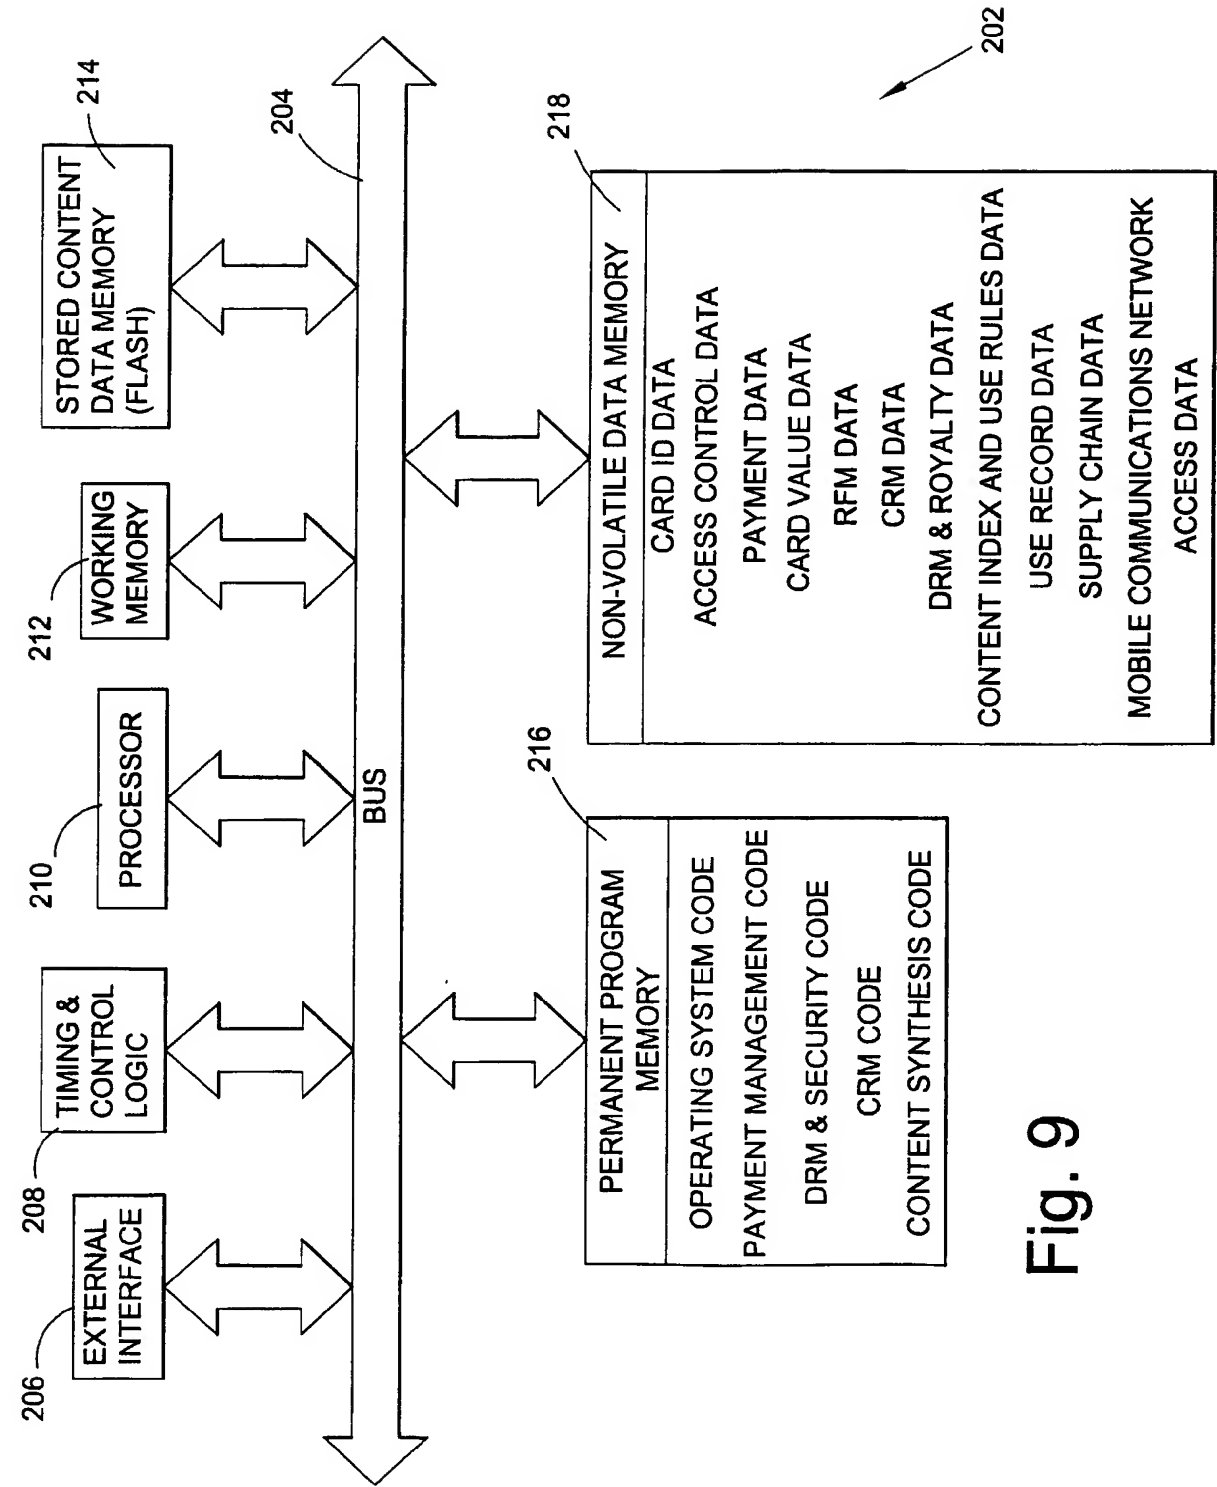 202
214
STORED CONTENT
DATA MEMORY
(FLASH)
212
WORKING
MEMORY
210
PROCESSOR
208
TIMING &
CONTROL
LOGIC
206
EXTERNAL
INTERFACE
204
BUS
216
PERMANENT PROGRAM
MEMORY
OPERATING SYSTEM CODE
PAYMENT MANAGEMENT CODE
DRM & SECURITY CODE
CRM CODE
CONTENT SYNTHESIS CODE
218
NON-VOLATILE DATA MEMORY
CARD ID DATA
ACCESS CONTROL DATA
PAYMENT DATA
CARD VALUE DATA
RFM DATA
CRM DATA
DRM & ROYALTY DATA
CONTENT INDEX AND USE RULES DATA
USE RECORD DATA
SUPPLY CHAIN DATA
MOBILE COMMUNICATIONS NETWORK
ACCESS DATA
Fig. 9